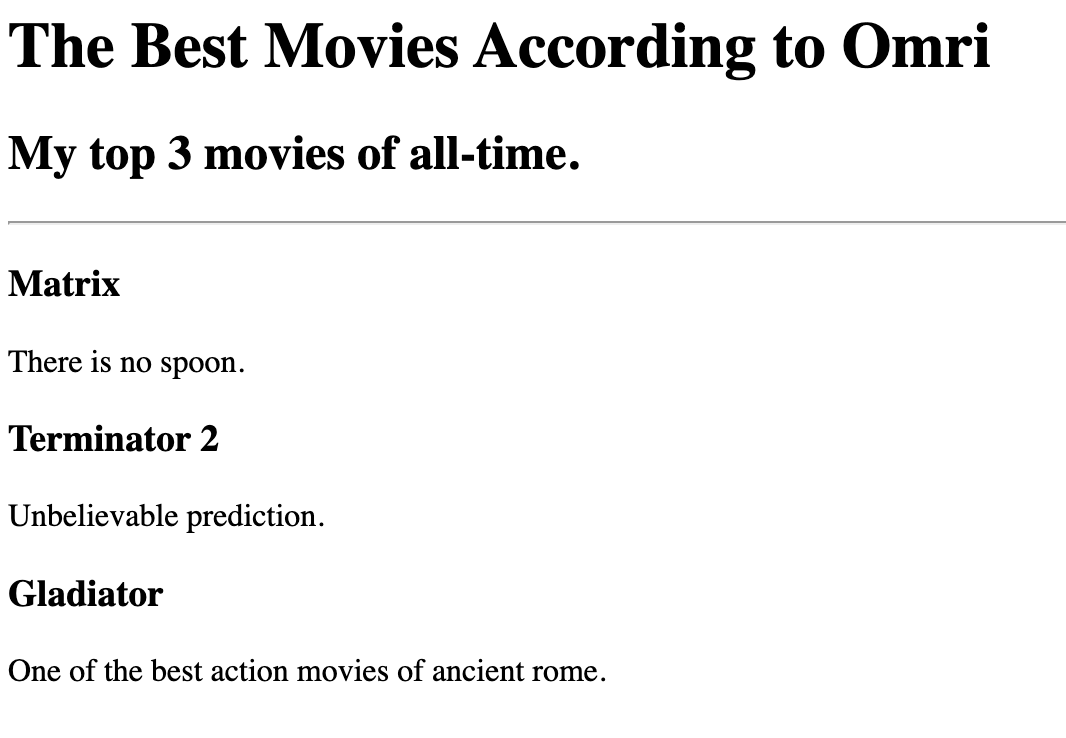 The Best Movies According to Omri
My top 3 movies of all-time.
Matrix
There is no spoon.
Terminator 2
Unbelievable prediction.
Gladiator
One of the best action movies of ancient rome.